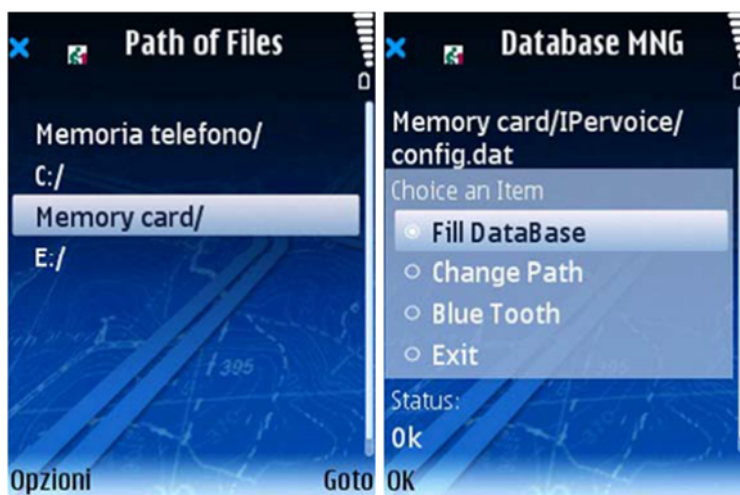 Path of Files
Memoria telefono/
C:/
Memory card/
E:/
395
Opzioni Goto
Database MNG
Memory card/IPervoice/
config.dat
Choice an Item
Fill DataBase
Change Path
Blue Tooth
Exit
Status:
Ok
OK